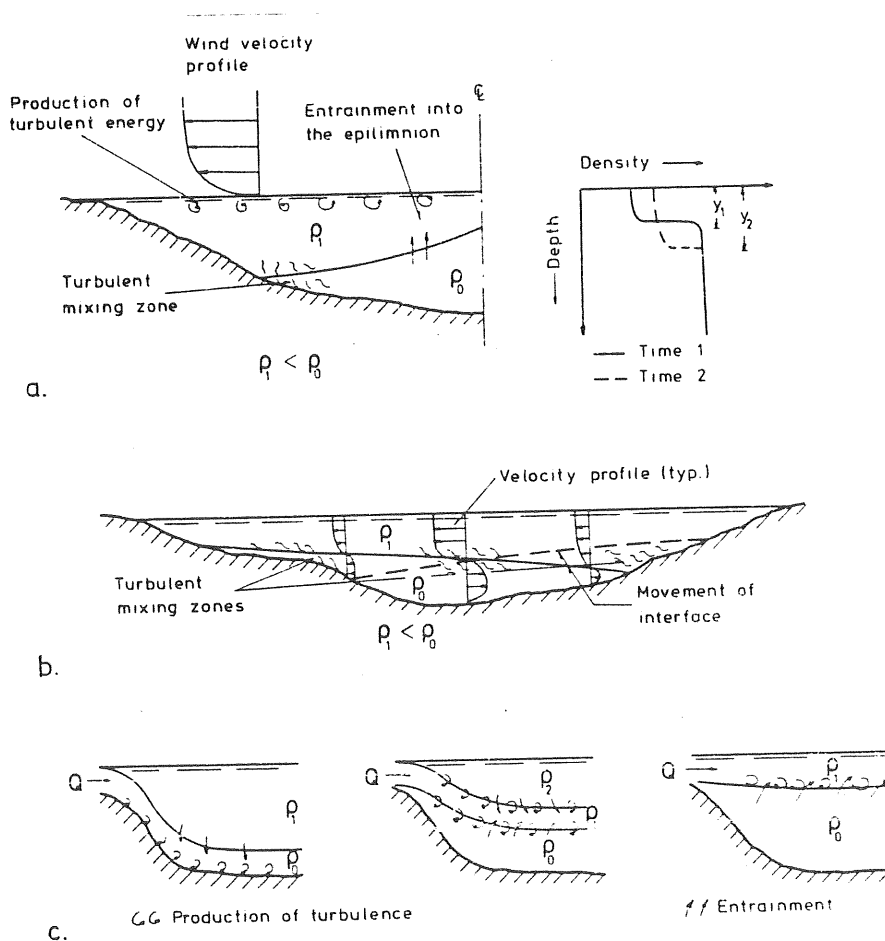 Wind velocity
profile
Production of
turbulent energy
Entrainment into
the epilimnion
℄
ρ₁
ρ₀
Turbulent
mixing zone
ρ₁ < ρ₀
a.
Density
Depth
y₁
y₂
Time 1
Time 2
Velocity profile (typ.)
ρ₁
ρ₀
Turbulent
mixing zones
Movement of
interface
ρ₁ < ρ₀
b.
Q
ρ₁
ρ₀
Q
ρ₂
ρ
ρ₀
Q
ρ₁
ρ₀
Production of turbulence
Entrainment
c.